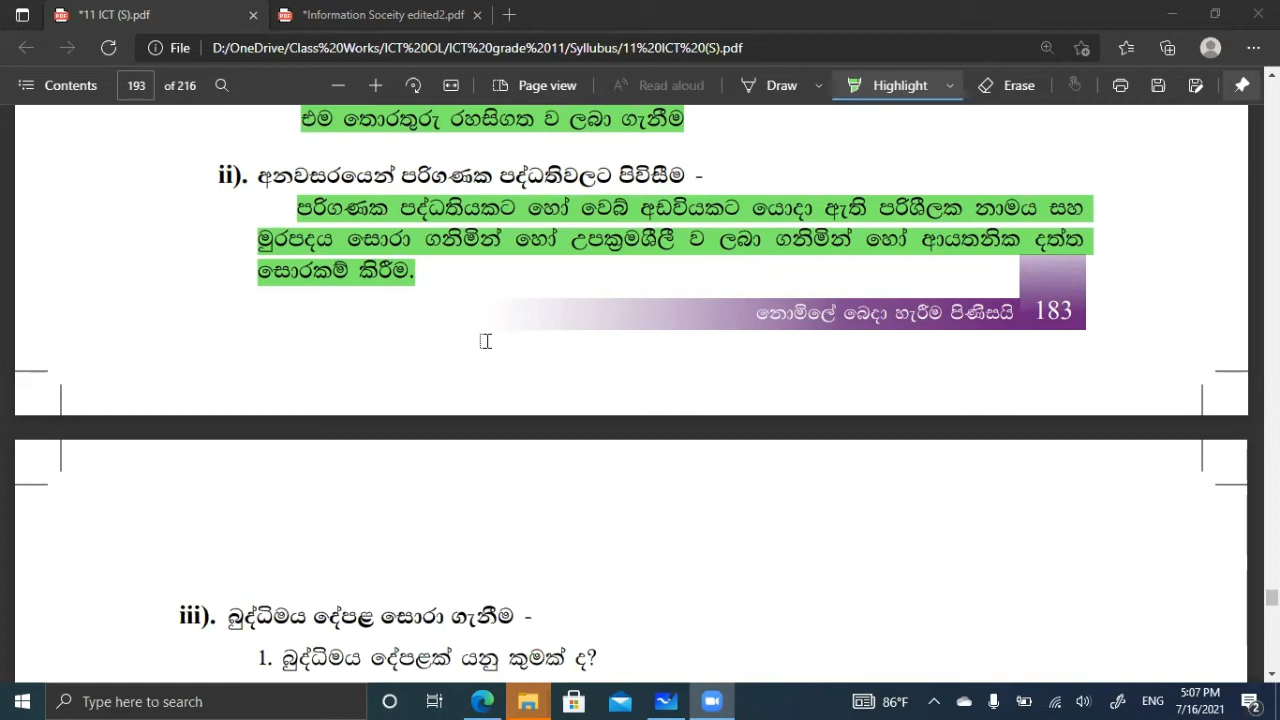 *11 ICT (S).pdf
*Information Soceity edited2.pdf
File
D:/OneDrive/Class%20Works/ICT%20OL/ICT%20grade%2011/Syllubus/11%20ICT%20(S).pdf
Contents
193 of 216
Page view
Read aloud
Draw
Highlight
Erase
එම තොරතුරු රහසිගත ව ලබා ගැනීම
ii). අනවසරයෙන් පරිගණක පද්ධතිවලට පිවිසීම -
පරිගණක පද්ධතියකට හෝ වෙබ් අඩවියකට යොදා ඇති පරිශීලක නාමය සහ
මුරපදය සොරා ගනිමින් හෝ උපක්‍රමශීලී ව ලබා ගනිමින් හෝ ආයතනික දත්ත
සොරකම් කිරීම.
නොමිලේ බෙදා හැරීම පිණිසයි 183
iii). බුද්ධිමය දේපළ සොරා ගැනීම -
1. බුද්ධිමය දේපළක් යනු කුමක් ද?
Type here to search
86°F
ENG
5:07 PM
7/16/2021
2